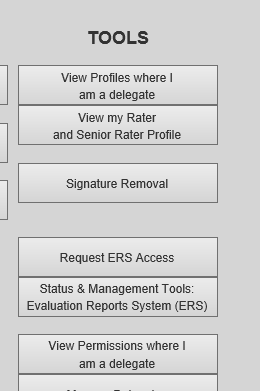 TOOLS
View Profiles where I
am a delegate
View my Rater
and Senior Rater Profile
Signature Removal
Request ERS Access
Status & Management Tools:
Evaluation Reports System (ERS)
View Permissions where I
am a delegate